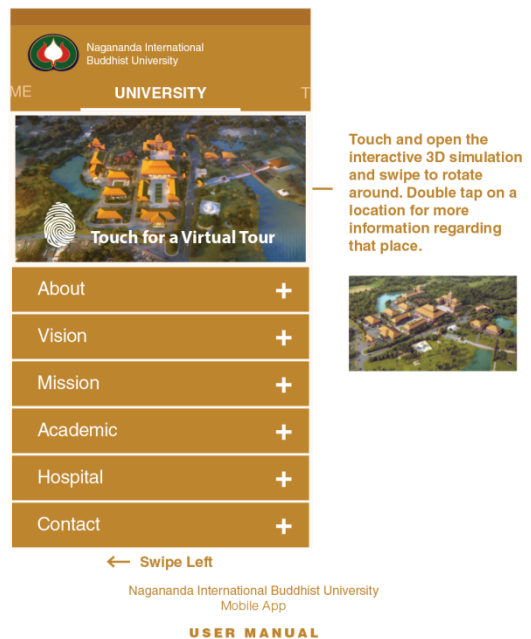 Nagananda International
Buddhist University
ME
UNIVERSITY
T
Touch for a Virtual Tour
About +
Vision +
Mission +
Academic +
Hospital +
Contact +
Touch and open the
interactive 3D simulation
and swipe to rotate
around. Double tap on a
location for more
information regarding
that place.
← Swipe Left
Nagananda International Buddhist University
Mobile App
USER MANUAL